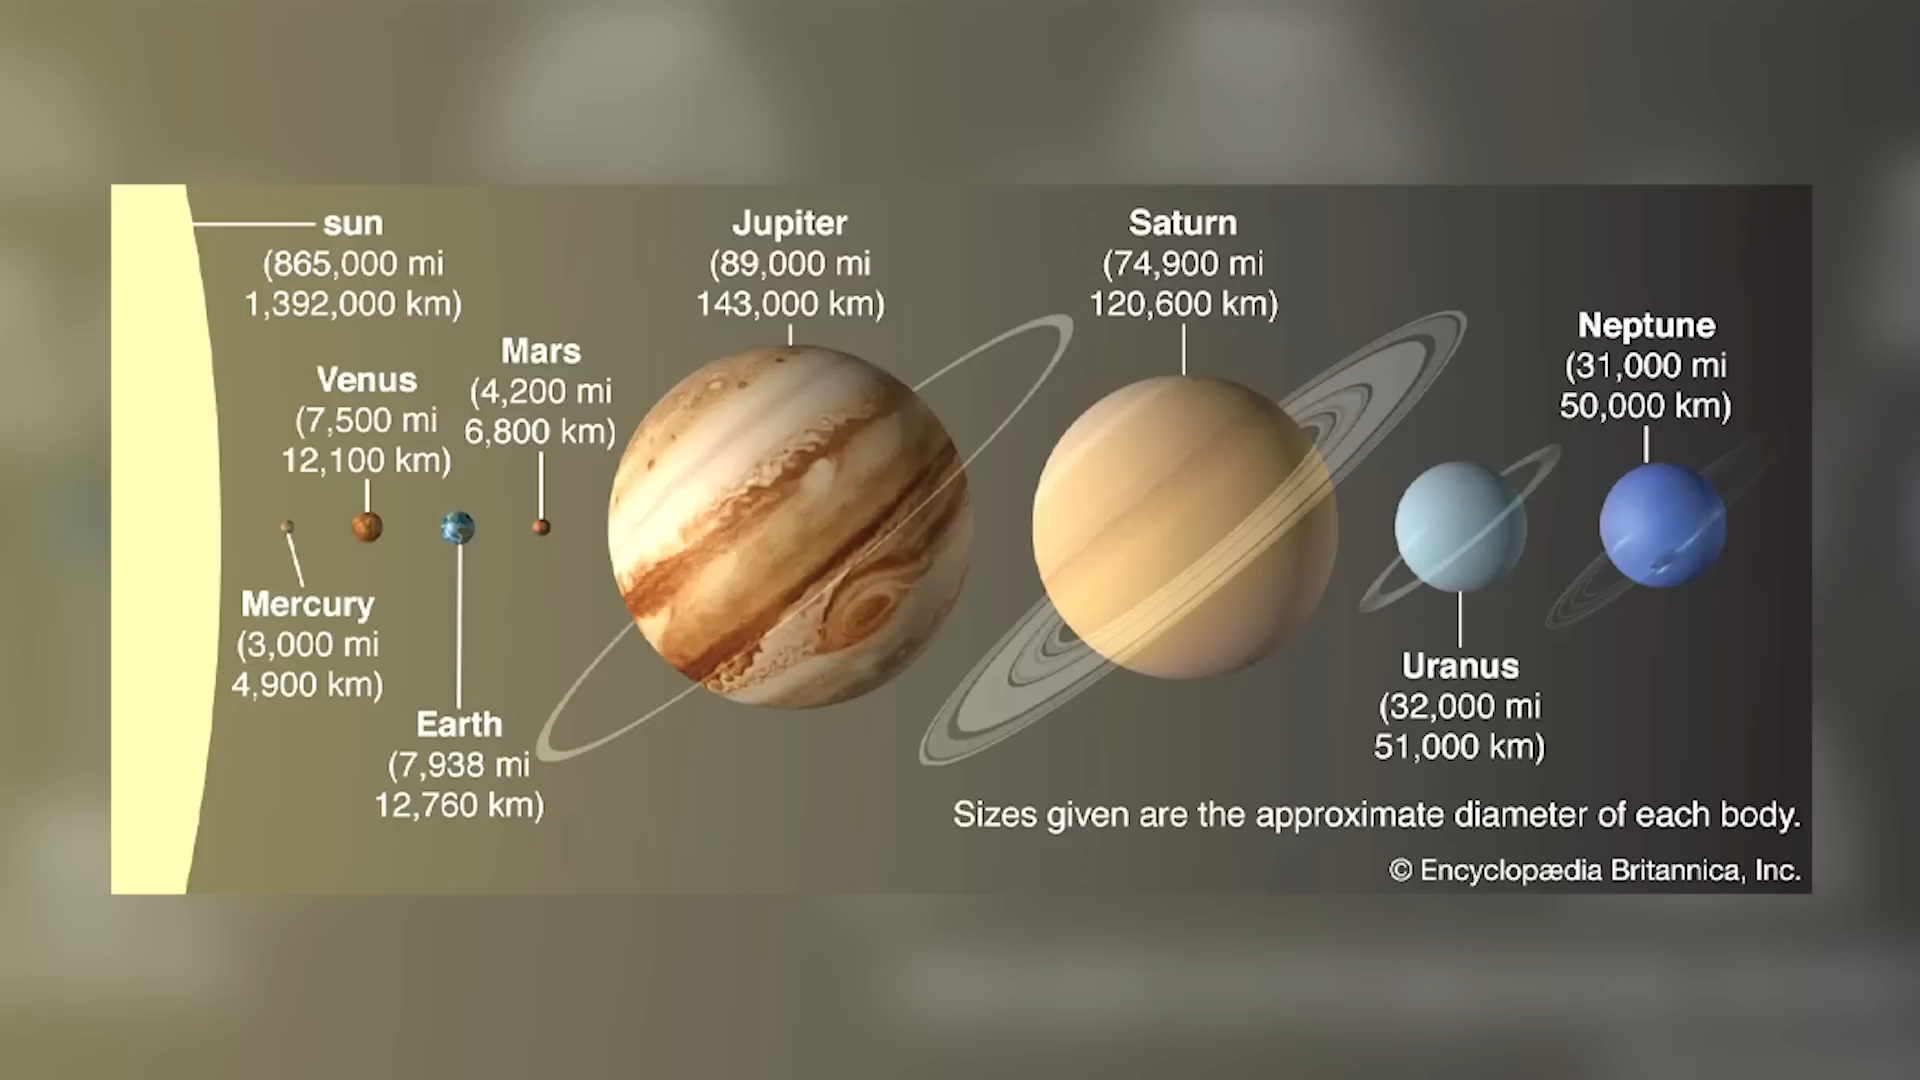 sun
(865,000 mi
1,392,000 km)
Mercury
(3,000 mi
4,900 km)
Venus
(7,500 mi
12,100 km)
Earth
(7,938 mi
12,760 km)
Mars
(4,200 mi
6,800 km)
Jupiter
(89,000 mi
143,000 km)
Saturn
(74,900 mi
120,600 km)
Uranus
(32,000 mi
51,000 km)
Neptune
(31,000 mi
50,000 km)
Sizes given are the approximate diameter of each body.
© Encyclopædia Britannica, Inc.